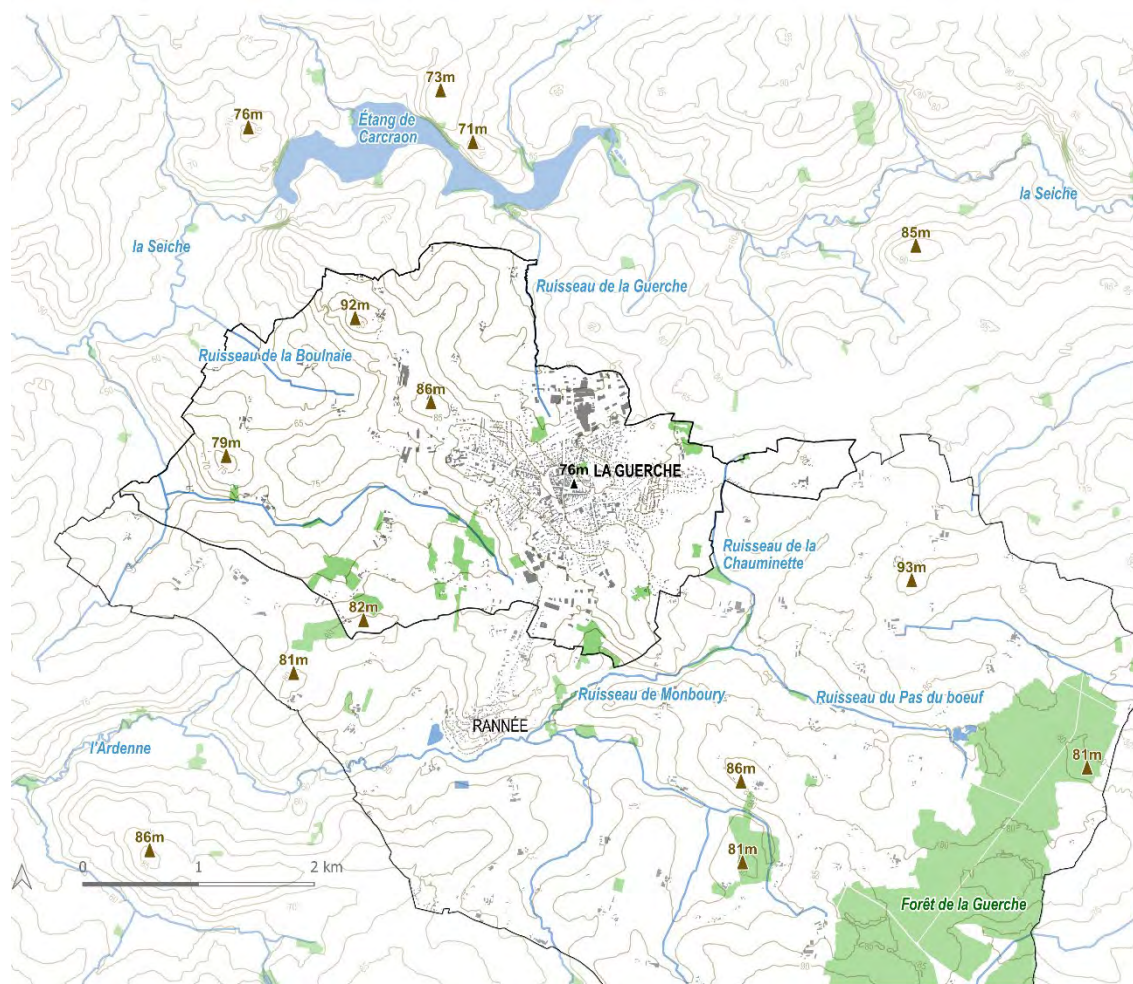 73m
76m
Étang de
Carcraon
71m
la Seiche
la Seiche
85m
Ruisseau de la Guerche
92m
Ruisseau de la Boulnaie
86m
79m
76m LA GUERCHE
Ruisseau de la
Chauminette
93m
82m
81m
Ruisseau de Monboury
Ruisseau du Pas du boeuf
RANNÉE
l'Ardenne
81m
86m
86m
81m
0 1 2 km
Forêt de la Guerche